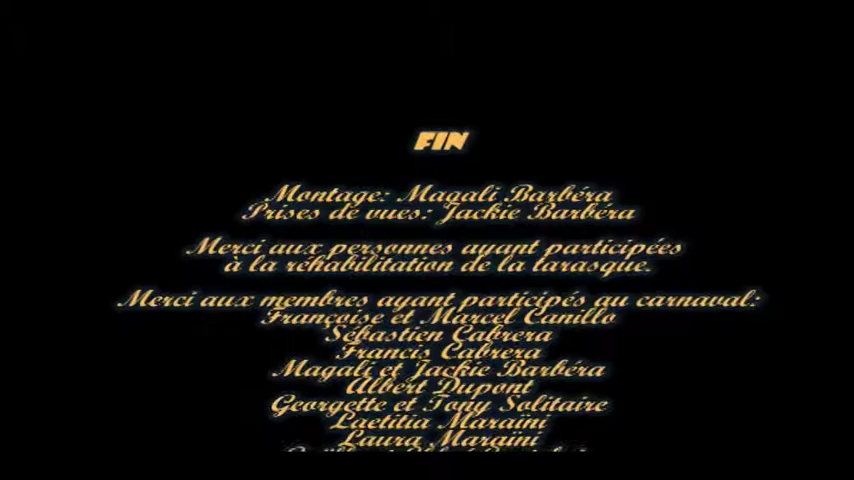 FIN
Montage: Magali Barbéra
Prises de vues: Jackie Barbéra
Merci aux personnes ayant participées
à la réhabilitation de la tarasque.
Merci aux membres ayant participés au carnaval:
Françoise et Marcel Canillo
Sébastien Cabrera
Francis Cabrera
Magali et Jackie Barbéra
Albert Dupont
Georgette et Tony Solitaire
Laetitia Maraïni
Laura Maraïni